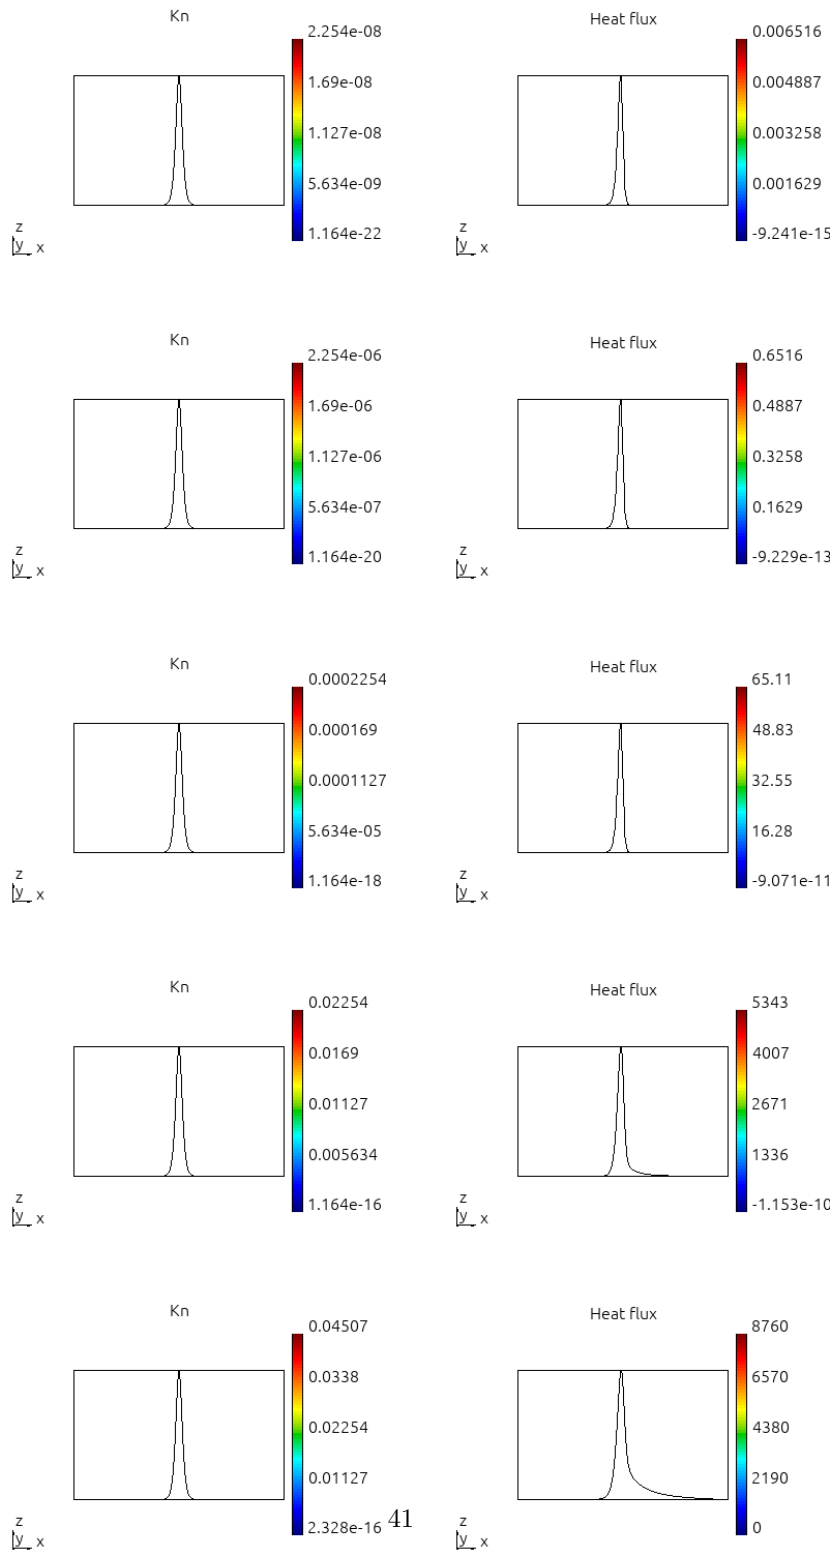 Kn
2.254e-08
1.69e-08
1.127e-08
5.634e-09
1.164e-22
z
y x
Heat flux
0.006516
0.004887
0.003258
0.001629
-9.241e-15
z
y x
Kn
2.254e-06
1.69e-06
1.127e-06
5.634e-07
1.164e-20
z
y x
Heat flux
0.6516
0.4887
0.3258
0.1629
-9.229e-13
z
y x
Kn
0.0002254
0.000169
0.0001127
5.634e-05
1.164e-18
z
y x
Heat flux
65.11
48.83
32.55
16.28
-9.071e-11
z
y x
Kn
0.02254
0.0169
0.01127
0.005634
1.164e-16
z
y x
Heat flux
5343
4007
2671
1336
-1.153e-10
z
y x
Kn
0.04507
0.0338
0.02254
0.01127
2.328e-16
z
y x
Heat flux
8760
6570
4380
2190
0
z
y x
41